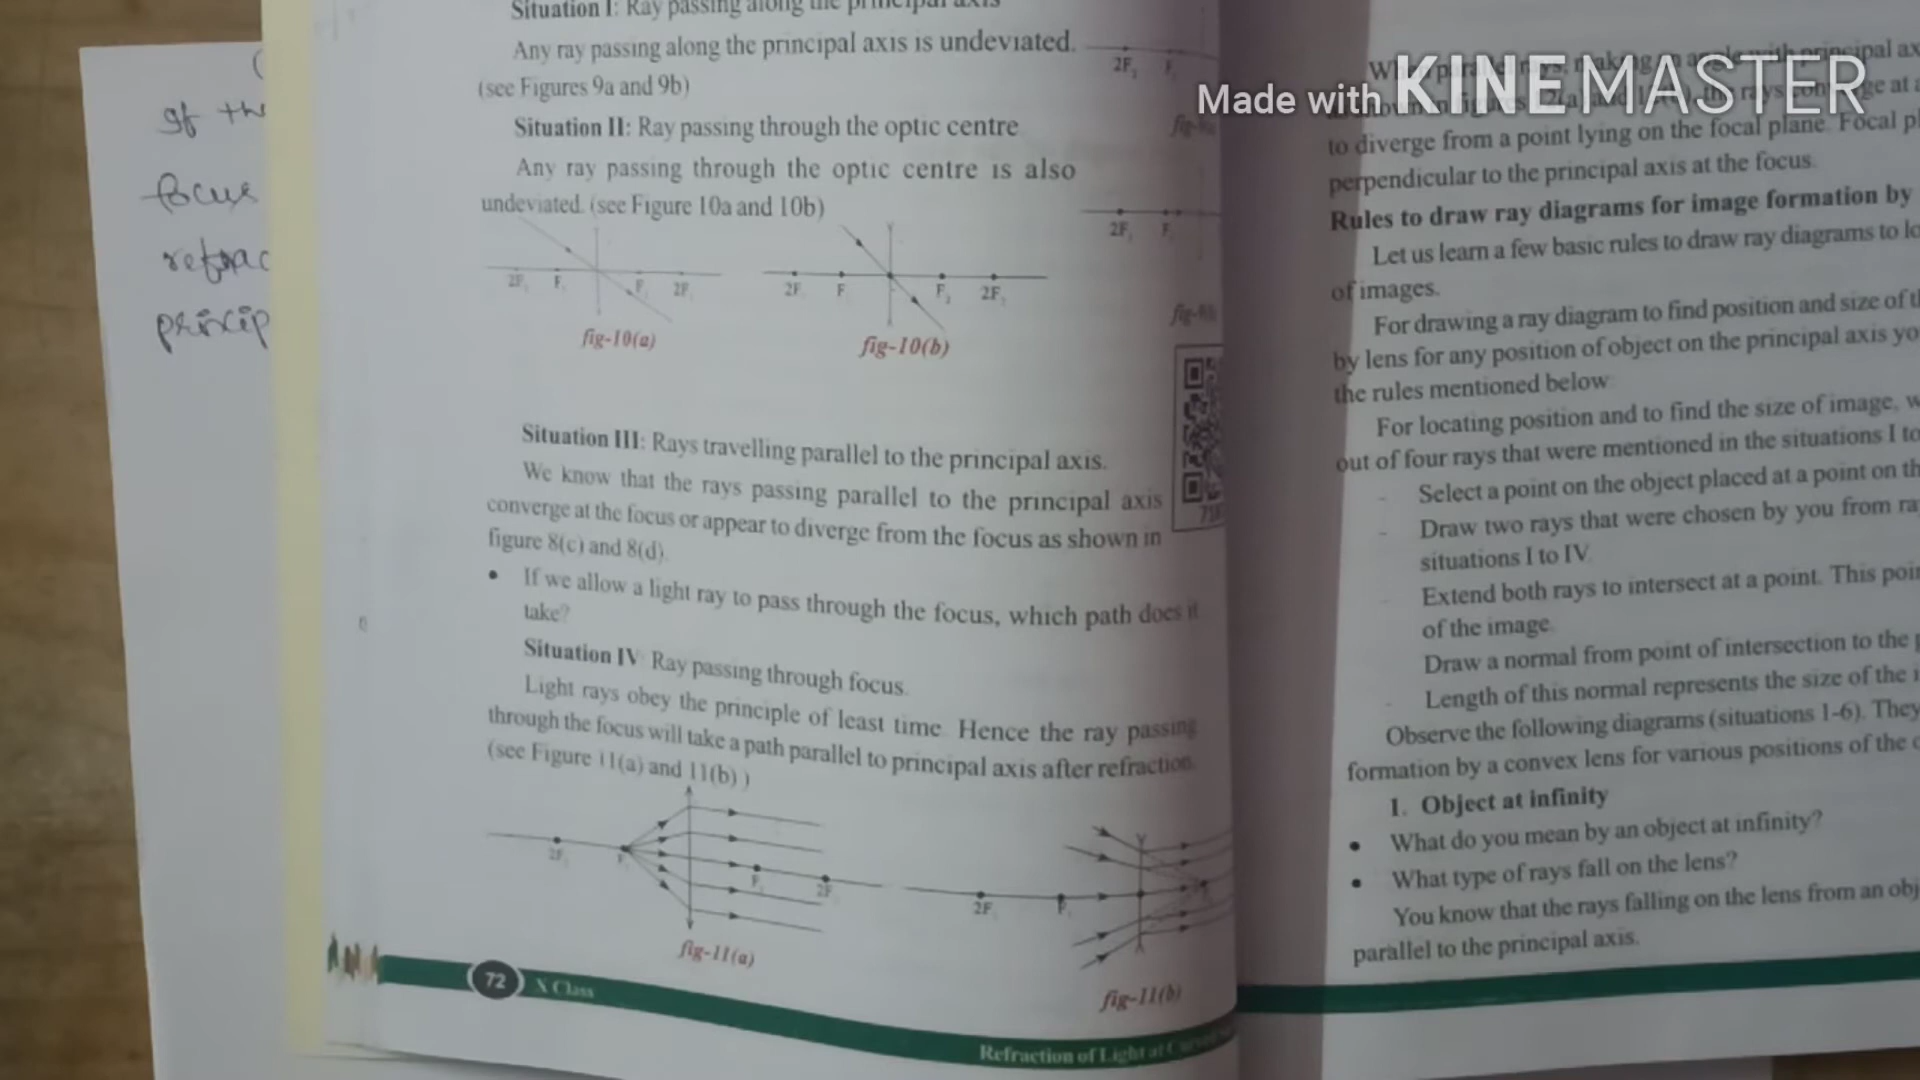 Situation I: Ray passing along the principal axis
Any ray passing along the principal axis is undeviated.
(see Figures 9a and 9b)
Situation II: Ray passing through the optic centre
Any ray passing through the optic centre is also
undeviated. (see Figure 10a and 10b)
2F1 F1 F2 2F2
2F1 F1 F2 2F2
fig-10(a)
fig-10(b)
2F1 F
2F1 F
Situation III: Rays travelling parallel to the principal axis.
We know that the rays passing parallel to the principal axis
converge at the focus or appear to diverge from the focus as shown in
figure 8(c) and 8(d).
• If we allow a light ray to pass through the focus, which path does it
take?
Situation IV Ray passing through focus.
Light rays obey the principle of least time. Hence the ray passing
through the focus will take a path parallel to principal axis after refraction.
(see Figure 11(a) and 11(b) )
2F1 F1 F2 2F2
2F1
fig-11(a)
fig-11(b)
72 X Class
Refraction of Light at
of the
focus
refrac
princip
Made with KINEMASTER
to diverge from a point lying on the focal plane. Focal pl
perpendicular to the principal axis at the focus.
Rules to draw ray diagrams for image formation by
Let us learn a few basic rules to draw ray diagrams to lo
of images.
For drawing a ray diagram to find position and size of th
by lens for any position of object on the principal axis yo
the rules mentioned below
For locating position and to find the size of image, w
out of four rays that were mentioned in the situations I to
- Select a point on the object placed at a point on th
- Draw two rays that were chosen by you from ra
situations I to IV.
- Extend both rays to intersect at a point. This poin
of the image.
Draw a normal from point of intersection to the p
- Length of this normal represents the size of the i
Observe the following diagrams (situations 1-6). They
formation by a convex lens for various positions of the o
1. Object at infinity
• What do you mean by an object at infinity?
• What type of rays fall on the lens?
You know that the rays falling on the lens from an obj
parallel to the principal axis.